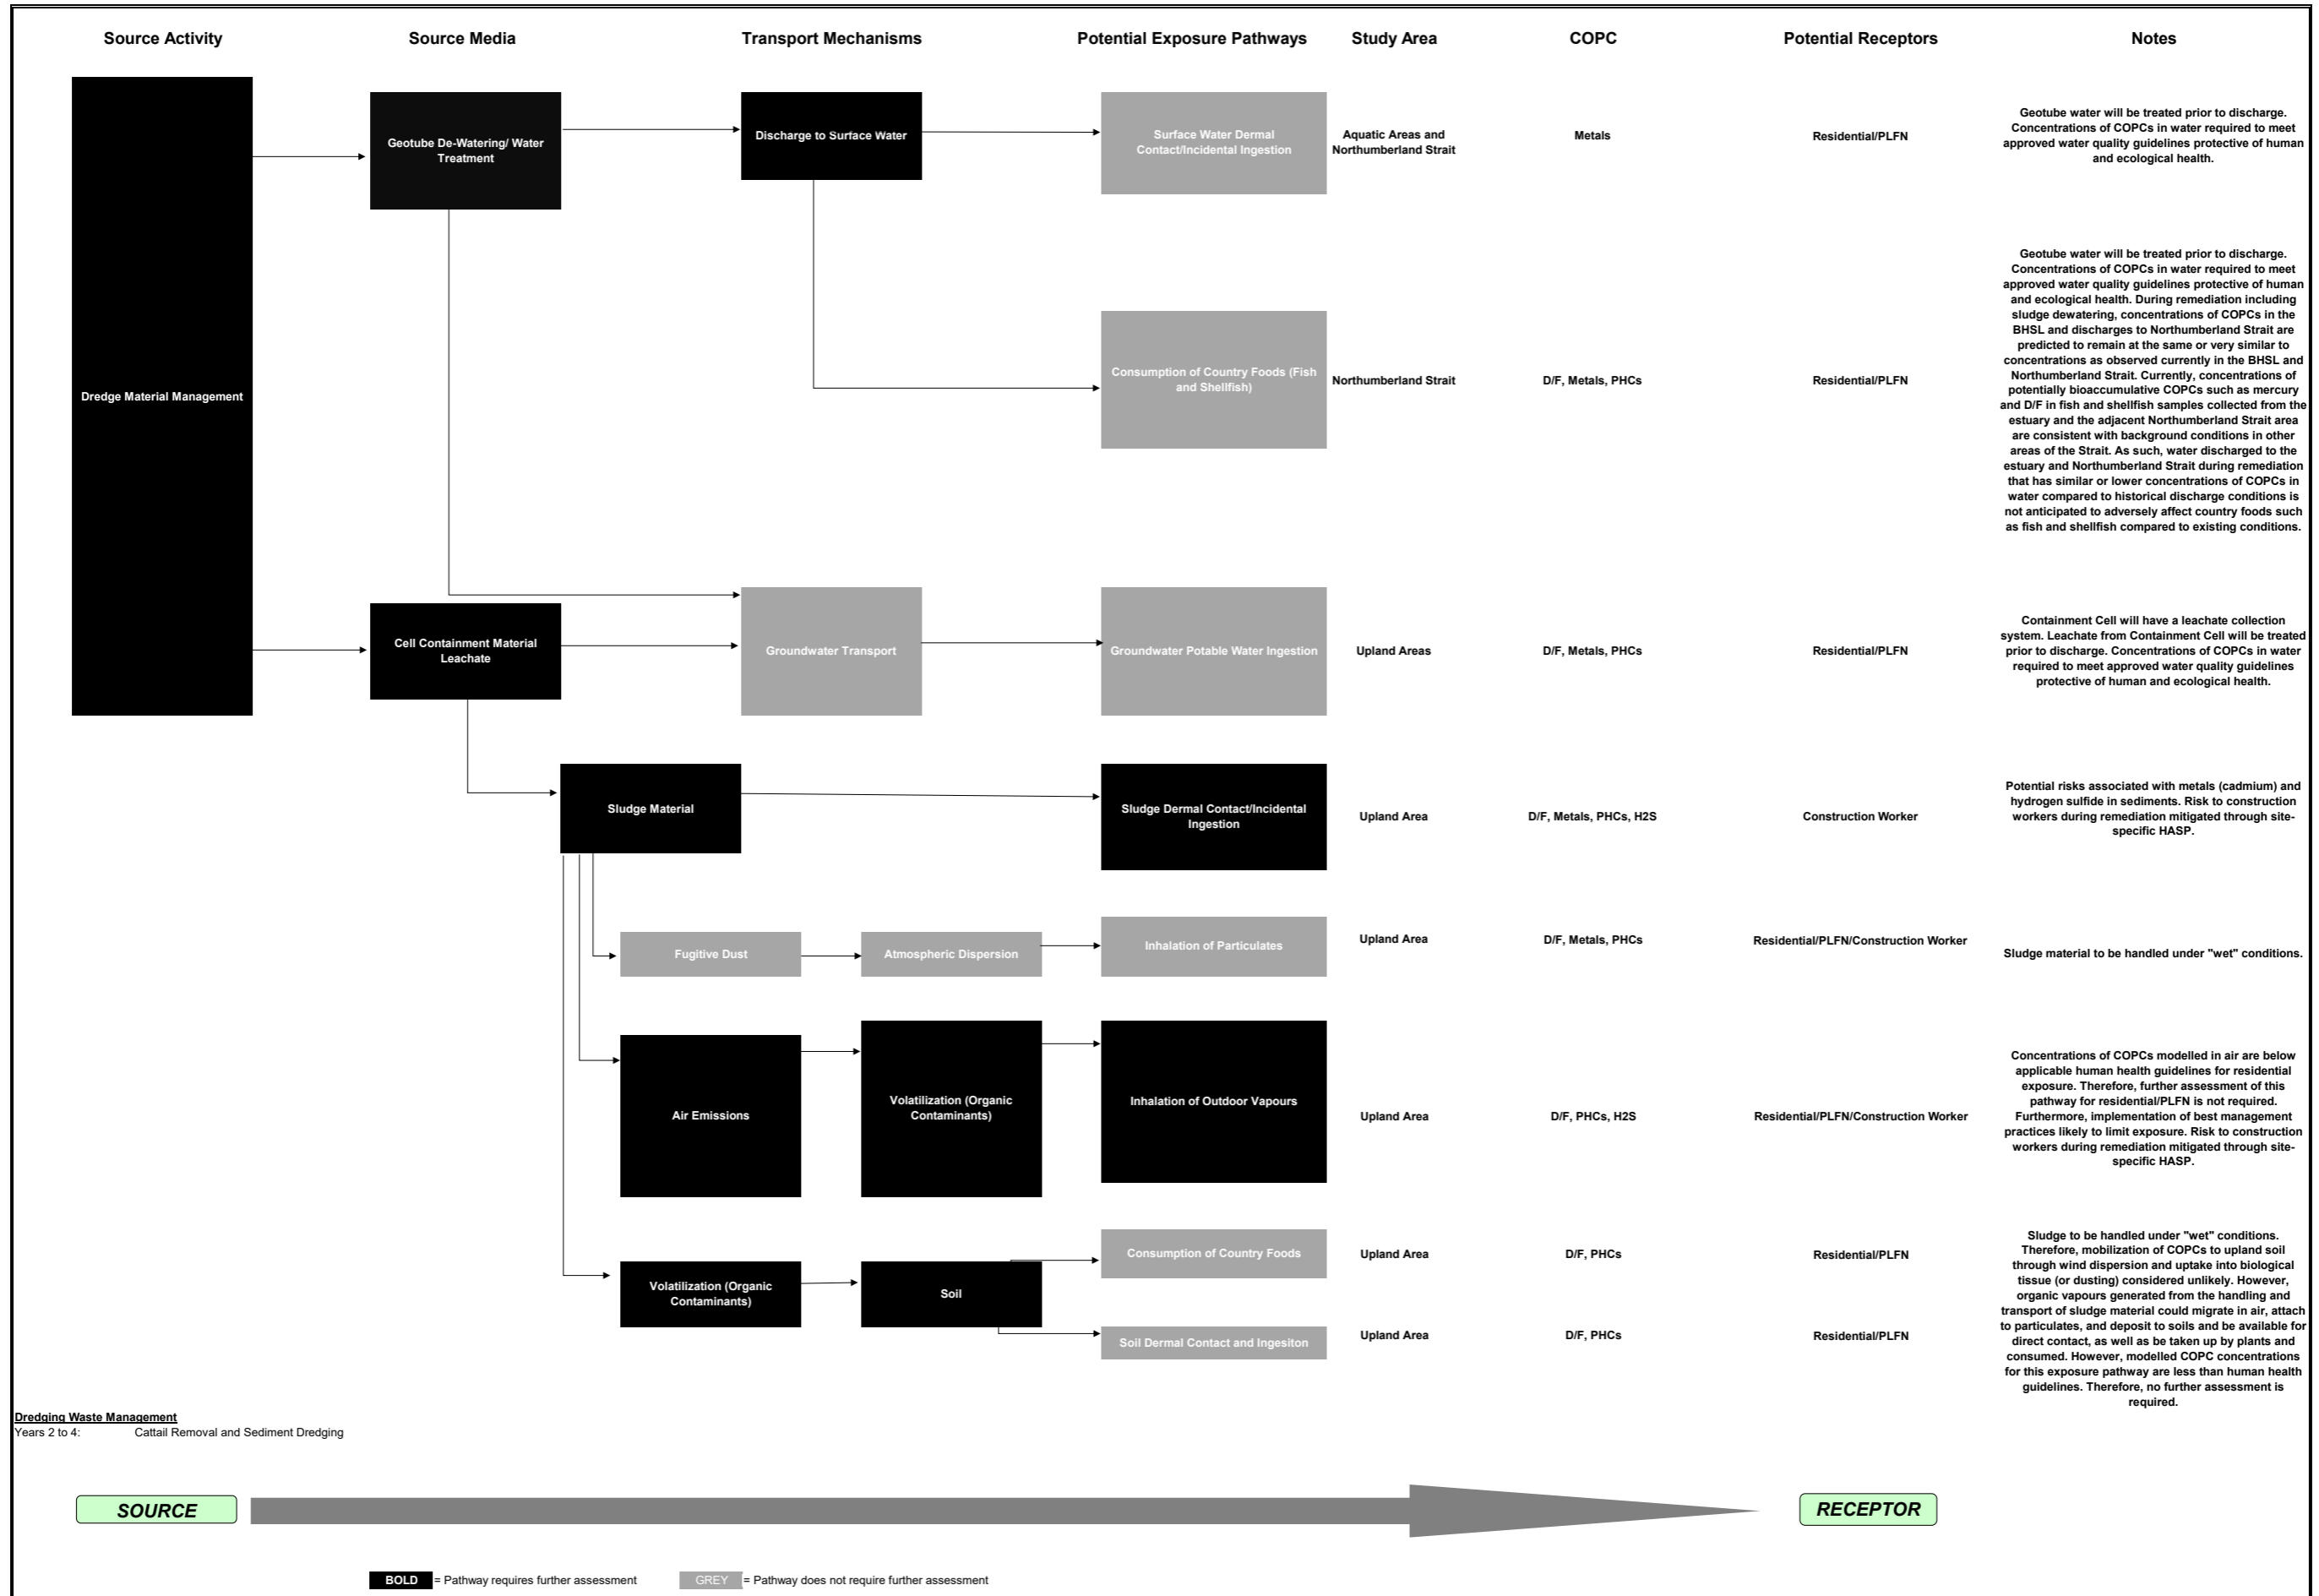 Source Activity
Source Media
Transport Mechanisms
Potential Exposure Pathways
Study Area
COPC
Potential Receptors
Notes
Dredge Material Management
Geotube De-Watering/ Water
Treatment
Discharge to Surface Water
Surface Water Dermal
Contact/Incidental Ingestion
Aquatic Areas and
Northumberland Strait
Metals
Residential/PLFN
Geotube water will be treated prior to discharge.
Concentrations of COPCs in water required to meet
approved water quality guidelines protective of human
and ecological health.
Consumption of Country Foods (Fish
and Shellfish)
Northumberland Strait
D/F, Metals, PHCs
Residential/PLFN
Geotube water will be treated prior to discharge.
Concentrations of COPCs in water required to meet
approved water quality guidelines protective of human
and ecological health. During remediation including
sludge dewatering, concentrations of COPCs in the
BHSL and discharges to Northumberland Strait are
predicted to remain at the same or very similar to
concentrations as observed currently in the BHSL and
Northumberland Strait. Currently, concentrations of
potentially bioaccumulative COPCs such as mercury
and D/F in fish and shellfish samples collected from the
estuary and the adjacent Northumberland Strait area
are consistent with background conditions in other
areas of the Strait. As such, water discharged to the
estuary and Northumberland Strait during remediation
that has similar or lower concentrations of COPCs in
water compared to historical discharge conditions is
not anticipated to adversely affect country foods such
as fish and shellfish compared to existing conditions.
Cell Containment Material
Leachate
Groundwater Transport
Groundwater Potable Water Ingestion
Upland Areas
D/F, Metals, PHCs
Residential/PLFN
Containment Cell will have a leachate collection
system. Leachate from Containment Cell will be treated
prior to discharge. Concentrations of COPCs in water
required to meet approved water quality guidelines
protective of human and ecological health.
Sludge Material
Sludge Dermal Contact/Incidental
Ingestion
Upland Area
D/F, Metals, PHCs, H2S
Construction Worker
Potential risks associated with metals (cadmium) and
hydrogen sulfide in sediments. Risk to construction
workers during remediation mitigated through site-
specific HASP.
Fugitive Dust
Atmospheric Dispersion
Inhalation of Particulates
Upland Area
D/F, Metals, PHCs
Residential/PLFN/Construction Worker
Sludge material to be handled under "wet" conditions.
Air Emissions
Volatilization (Organic
Contaminants)
Inhalation of Outdoor Vapours
Upland Area
D/F, PHCs, H2S
Residential/PLFN/Construction Worker
Concentrations of COPCs modelled in air are below
applicable human health guidelines for residential
exposure. Therefore, further assessment of this
pathway for residential/PLFN is not required.
Furthermore, implementation of best management
practices likely to limit exposure. Risk to construction
workers during remediation mitigated through site-
specific HASP.
Volatilization (Organic
Contaminants)
Soil
Consumption of Country Foods
Upland Area
D/F, PHCs
Residential/PLFN
Soil Dermal Contact and Ingesiton
Upland Area
D/F, PHCs
Residential/PLFN
Sludge to be handled under "wet" conditions.
Therefore, mobilization of COPCs to upland soil
through wind dispersion and uptake into biological
tissue (or dusting) considered unlikely. However,
organic vapours generated from the handling and
transport of sludge material could migrate in air, attach
to particulates, and deposit to soils and be available for
direct contact, as well as be taken up by plants and
consumed. However, modelled COPC concentrations
for this exposure pathway are less than human health
guidelines. Therefore, no further assessment is
required.
Dredging Waste Management
Years 2 to 4: Cattail Removal and Sediment Dredging
SOURCE
RECEPTOR
BOLD = Pathway requires further assessment
GREY = Pathway does not require further assessment